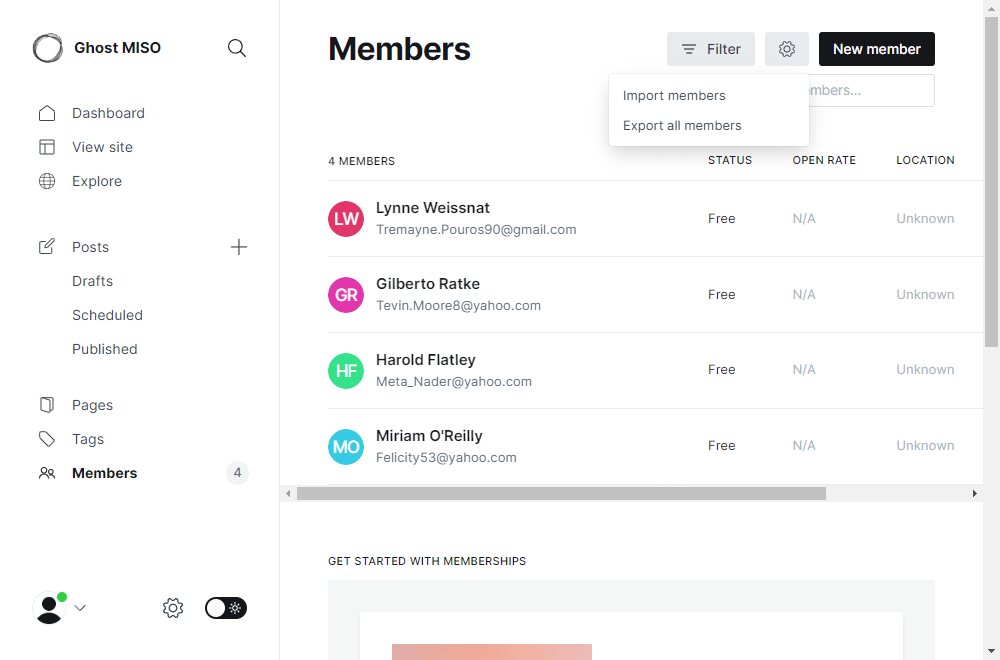 Ghost MISO
Dashboard
View site
Explore
Posts
Drafts
Scheduled
Published
Pages
Tags
Members
4
Members
Filter
New member
Import members
Export all members
4 MEMBERS
STATUS
OPEN RATE
LOCATION
LW
Lynne Weissnat
Tremayne.Pouros90@gmail.com
Free
N/A
Unknown
GR
Gilberto Ratke
Tevin.Moore8@yahoo.com
Free
N/A
Unknown
HF
Harold Flatley
Meta_Nader@yahoo.com
Free
N/A
Unknown
MO
Miriam O'Reilly
Felicity53@yahoo.com
Free
N/A
Unknown
GET STARTED WITH MEMBERSHIPS